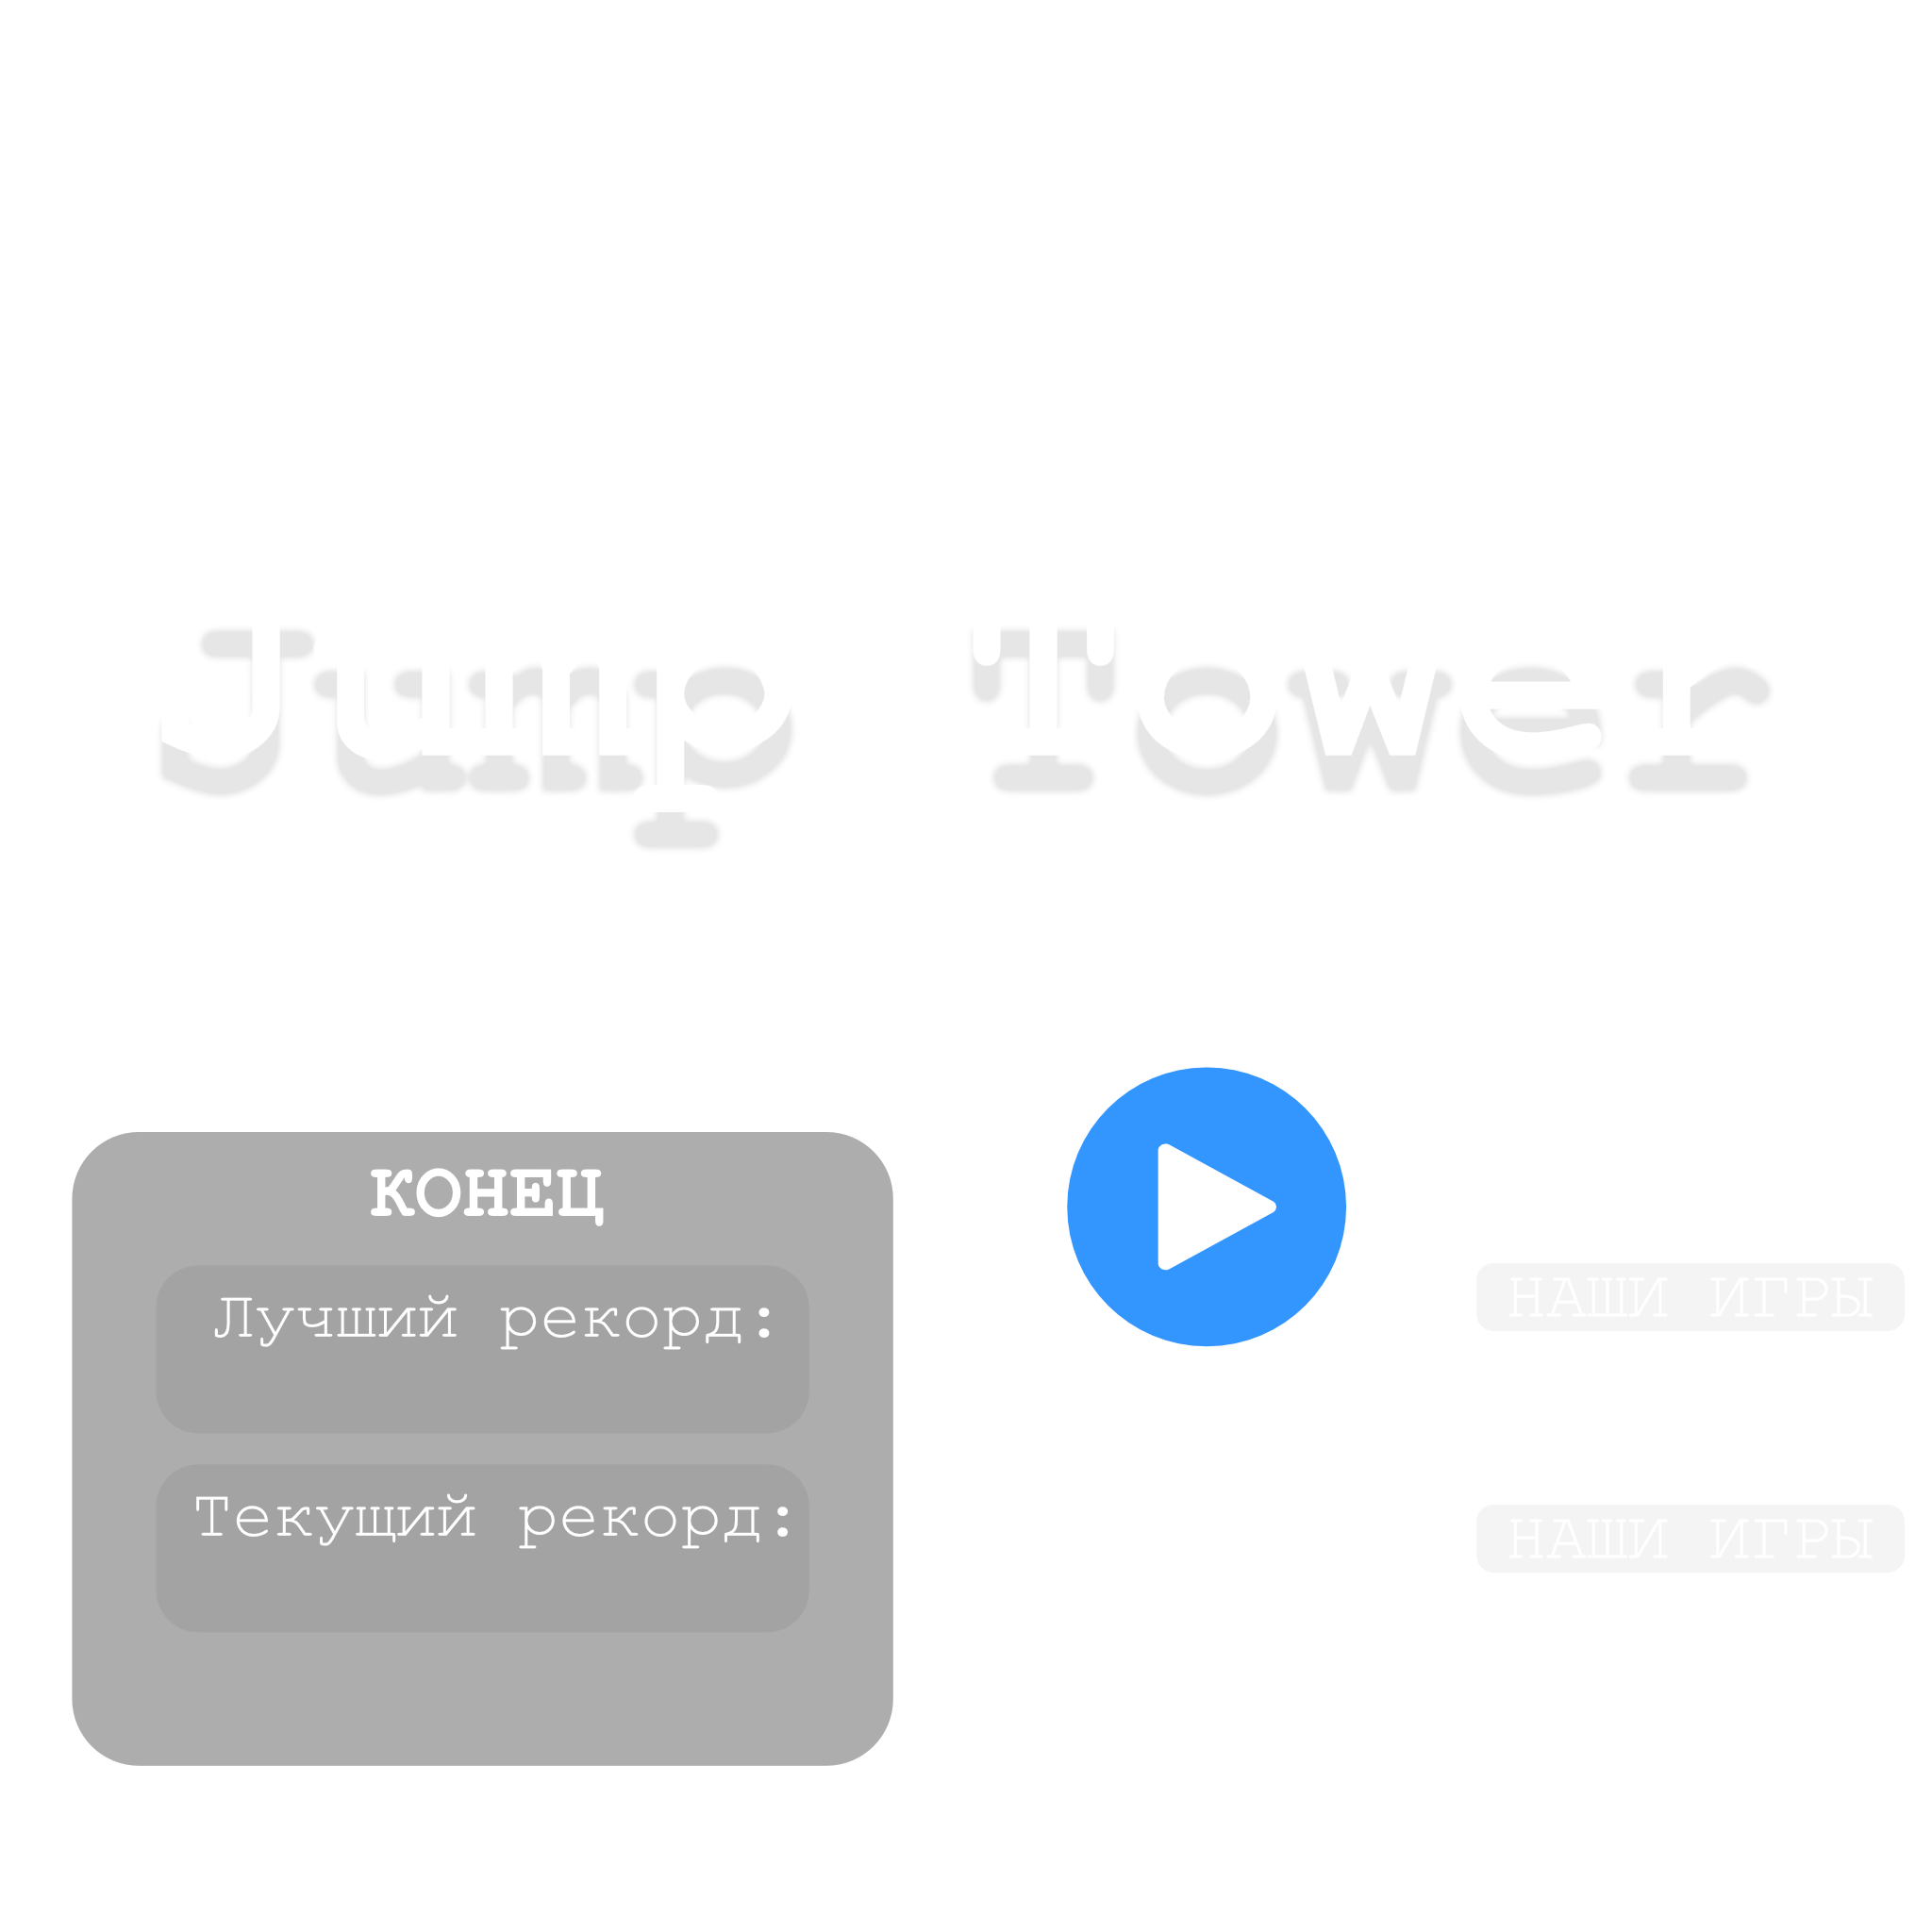 Jump Tower
КОНЕЦ
Лучший рекорд:
Текущий рекорд:
НАШИ ИГРЫ
НАШИ ИГРЫ